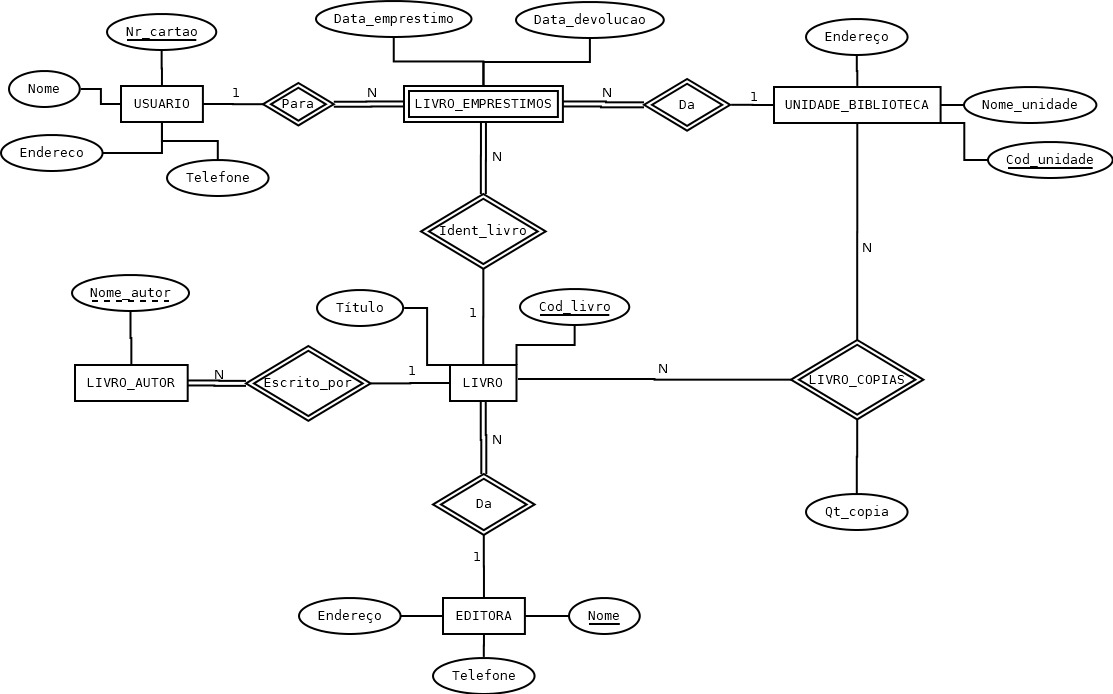 Data_emprestimo
Data_devolucao
Nr_cartao
Endereço
Nome
1
N
N
1
USUARIO
Para
LIVRO_EMPRESTIMOS
Da
UNIDADE_BIBLIOTECA
Nome_unidade
Endereco
N
Cod_unidade
Telefone
Ident_livro
N
Nome_autor
Título
Cod_livro
1
N
1
N
LIVRO_AUTOR
Escrito_por
LIVRO
LIVRO_COPIAS
N
Da
Qt_copia
1
Endereço
EDITORA
Nome
Telefone